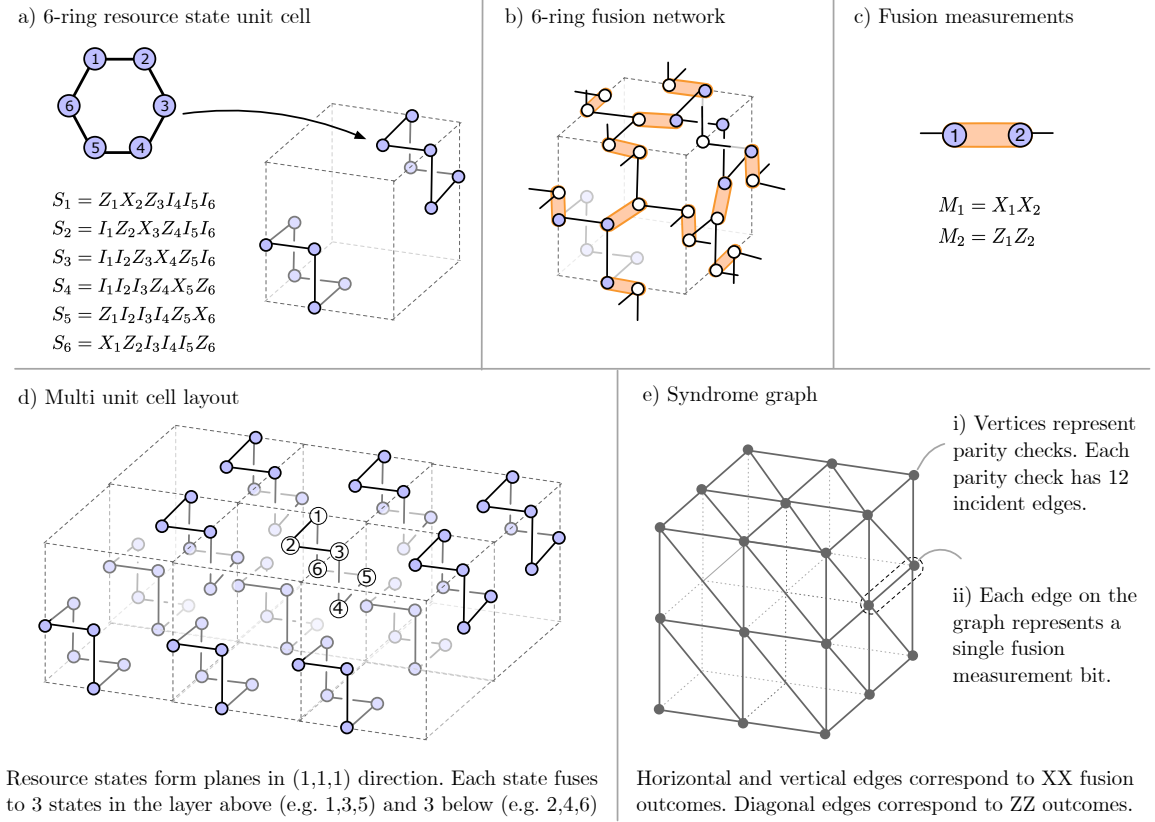 a) 6-ring resource state unit cell
1 2
6 3
5 4
S₁ = Z₁X₂Z₃I₄I₅I₆
S₂ = I₁Z₂X₃Z₄I₅I₆
S₃ = I₁I₂Z₃X₄Z₅I₆
S₄ = I₁I₂I₃Z₄X₅Z₆
S₅ = Z₁I₂I₃I₄Z₅X₆
S₆ = X₁Z₂I₃I₄I₅Z₆
b) 6-ring fusion network
c) Fusion measurements
1 2
M₁ = X₁X₂
M₂ = Z₁Z₂
d) Multi unit cell layout
1
2 3
6 5
4
Resource states form planes in (1,1,1) direction. Each state fuses
to 3 states in the layer above (e.g. 1,3,5) and 3 below (e.g. 2,4,6)
e) Syndrome graph
i) Vertices represent
parity checks. Each
parity check has 12
incident edges.
ii) Each edge on the
graph represents a
single fusion
measurement bit.
Horizontal and vertical edges correspond to XX fusion
outcomes. Diagonal edges correspond to ZZ outcomes.